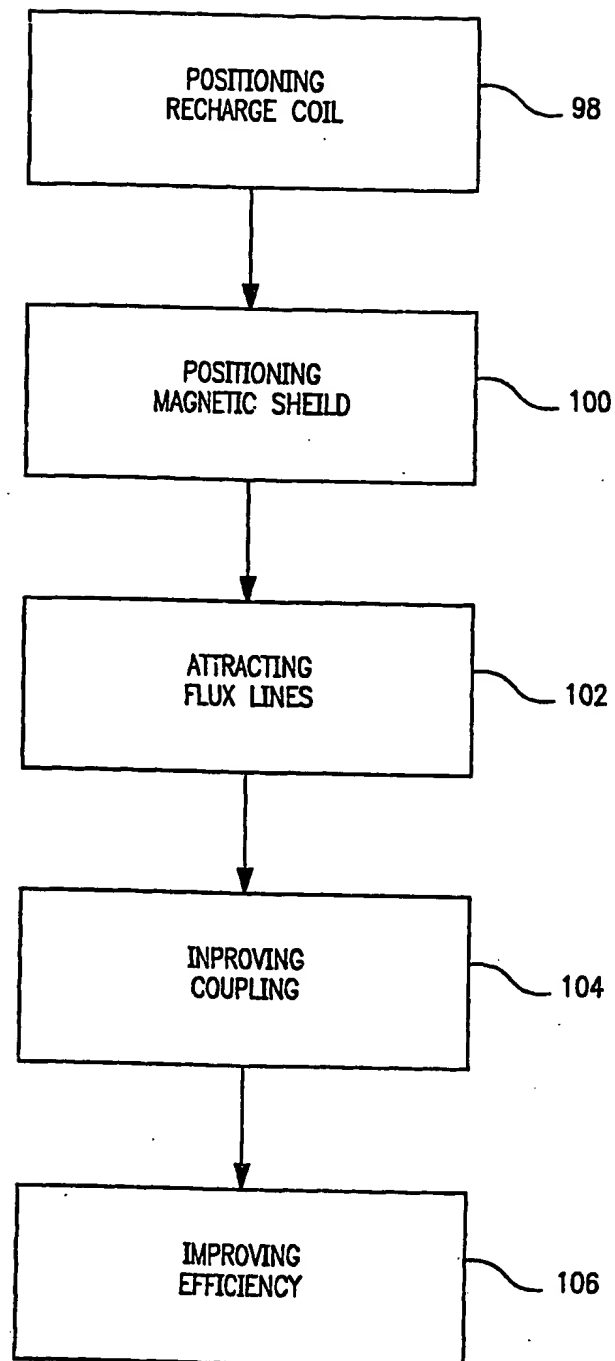 POSITIONING
RECHARGE COIL
98
POSITIONING
MAGNETIC SHEILD
100
ATTRACTING
FLUX LINES
102
INPROVING
COUPLING
104
IMPROVING
EFFICIENCY
106